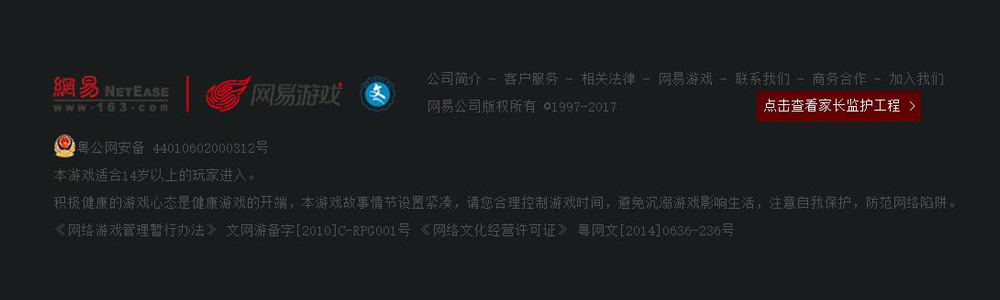 網易 NETEASE
www.163.com
网易游戏
文
公司简介 - 客户服务 - 相关法律 - 网易游戏 - 联系我们 - 商务合作 - 加入我们
网易公司版权所有 ©1997-2017
点击查看家长监护工程 >
粤公网安备 44010602000312号
本游戏适合14岁以上的玩家进入。
积极健康的游戏心态是健康游戏的开端，本游戏故事情节设置紧凑，请您合理控制游戏时间，避免沉溺游戏影响生活，注意自我保护，防范网络陷阱。
《网络游戏管理暂行办法》 文网游备字[2010]C-RPG001号 《网络文化经营许可证》 粤网文[2014]0636-236号